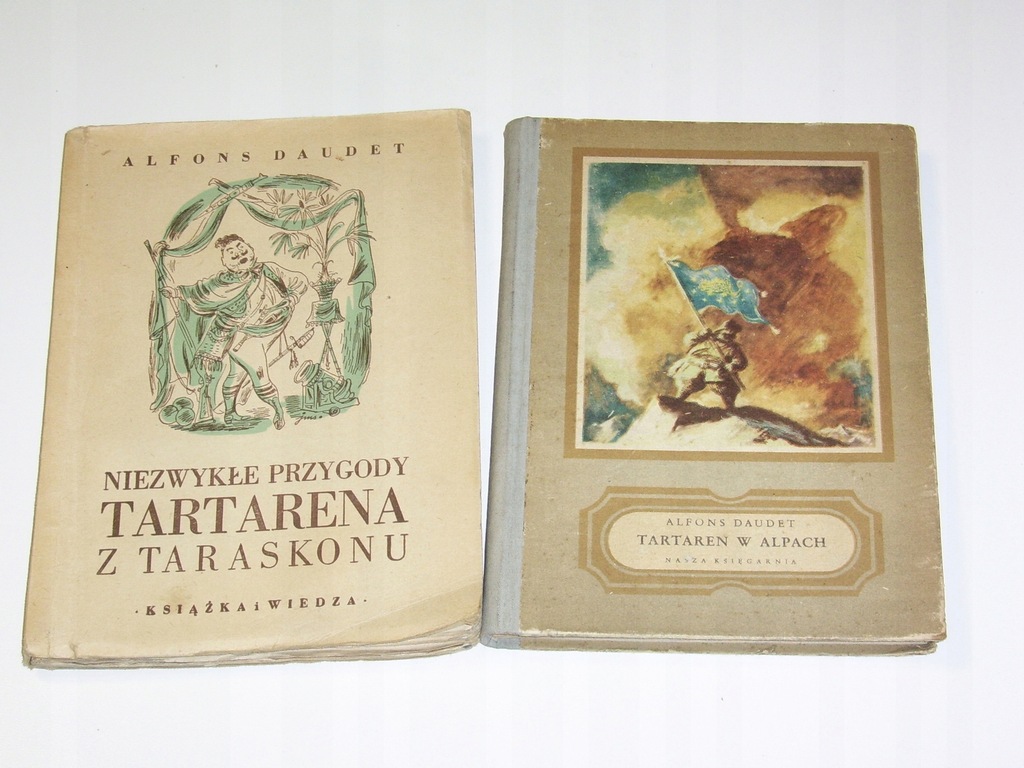 ALFONS DAUDET
NIEZWYKŁE PRZYGODY
TARTARENA
Z TARASKONU
·KSIĄŻKA i WIEDZA·
ALFONS DAUDET
TARTAREN W ALPACH
NASZA KSIĘGARNIA